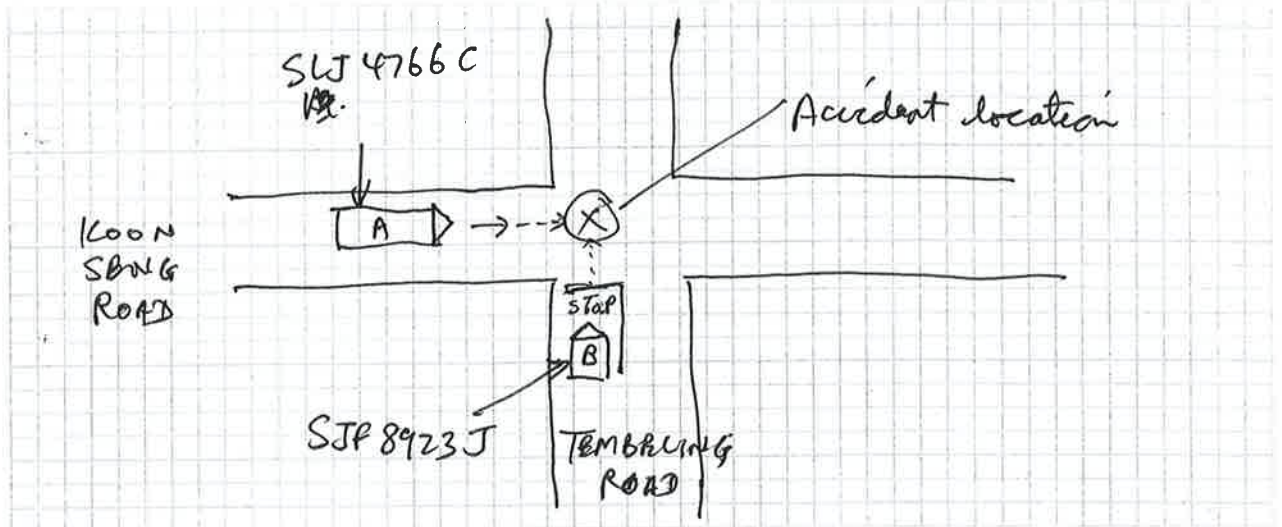 SLJ 4766 C
Accident location
A
X
KOON
SENG
ROAD
STOP
B
SJF 8923 J
TEMBELING
ROAD